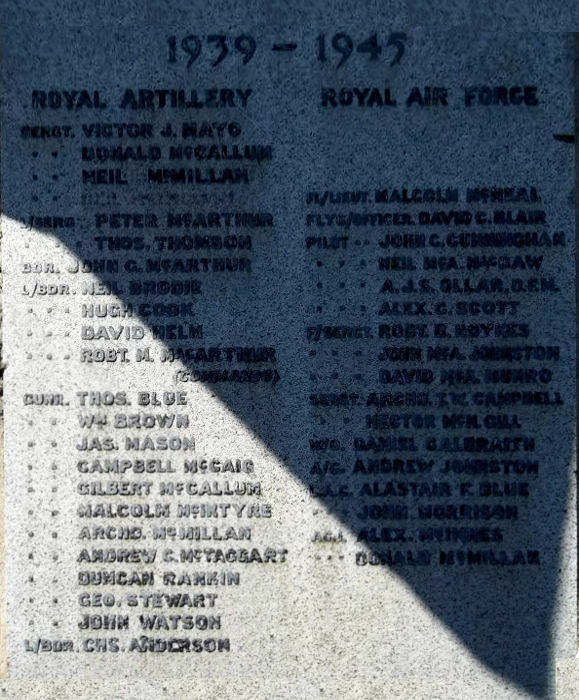 1939 - 1945
ROYAL ARTILLERY
SERGT. VICTOR J. MAYO
" " DONALD McCALLUM
" " NEIL McMILLAN
L/SERG. PETER McARTHUR
" " THOS. THOMSON
BDR. JOHN C. McARTHUR
L/BDR. NEIL BRODIE
" " HUGH COOK
" " DAVID HELM
" " ROBT. M. MACARTHUR
(COMMANDO)
GUNR. THOS. BLUE
" " Wm BROWN
" " JAS. MASON
" " CAMPBELL McCAIG
" " GILBERT McCALLUM
" " MALCOLM McINTYRE
" " ARCHD. McMILLAN
" " ANDREW C. McTAGGART
" " DUNCAN RANKIN
" " GEO. STEWART
" " JOHN WATSON
L/BDR. CHS. ANDERSON
ROYAL AIR FORCE
FL/LIEUT. MALCOLM McNEAL
FLYG/OFFICER. DAVID C. BLAIR
PILOT " " JOHN C. CUNNINGHAM
" " NEIL McA. McGAW
" " A.J.S. OLLAR, D.F.M.
" " ALEX. C. SCOTT
F/SERGT. ROBT. D.
" " JOHN McA. JOHNSTON
" " DAVID McA. MUNRO
SERGT. ARCHD. I.W. CAMPBELL
" " HECTOR McN. GILL
DANIEL GALBRAITH
A/C. ANDREW JOHNSTON
L.A.C. ALASTAIR F. BLUE
" " JOHN MORRISON
A.C.1. ALEX. McINNES
" " DONALD McMILLAN